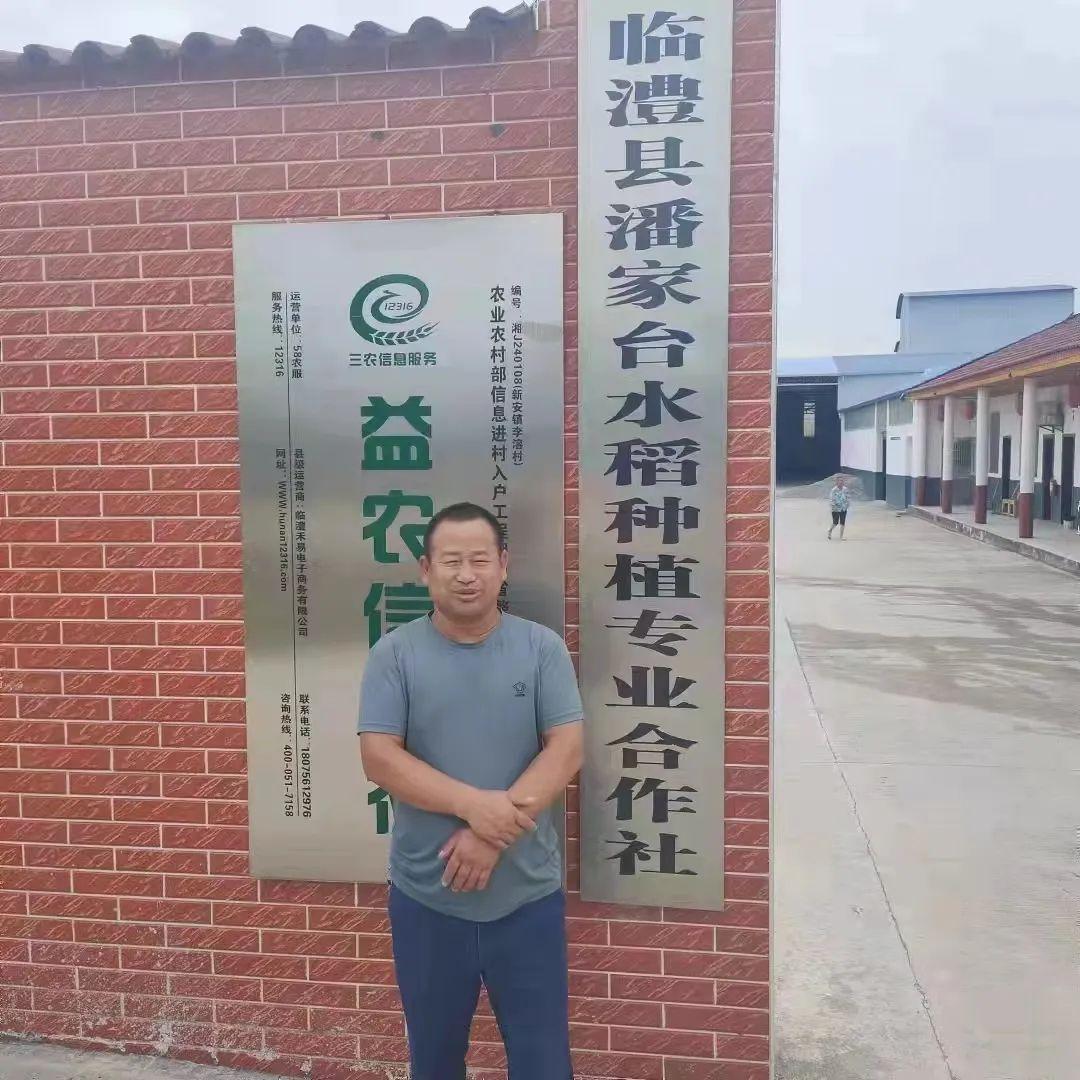 临澧县潘家台水稻种植专业合作社
编号：湘J240108(新安镇李溶村)
农业农村部信息进村入户工程
12316
三农信息服务
益农信
运营单位：58农服
服务热线：12316
县级运营商：临澧禾易电子商务有限公司
网址：WWW.hunan12316.com
联系电话：18075612976
咨询热线：400-051-7158